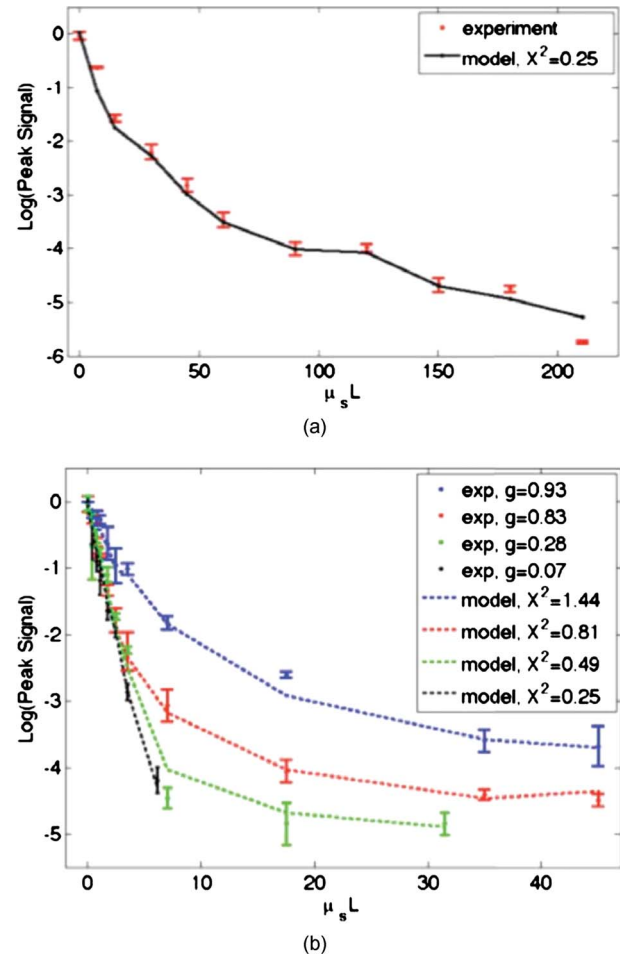 0
-1
-2
-3
-4
-5
-6
Log(Peak Signal)
experiment
model, X²=0.25
0 50 100 150 200
μsL
(a)
0
-1
-2
-3
-4
-5
Log(Peak Signal)
exp, g=0.93
exp, g=0.83
exp, g=0.28
exp, g=0.07
model, X²=1.44
model, X²=0.81
model, X²=0.49
model, X²=0.25
0 10 20 30 40
μsL
(b)